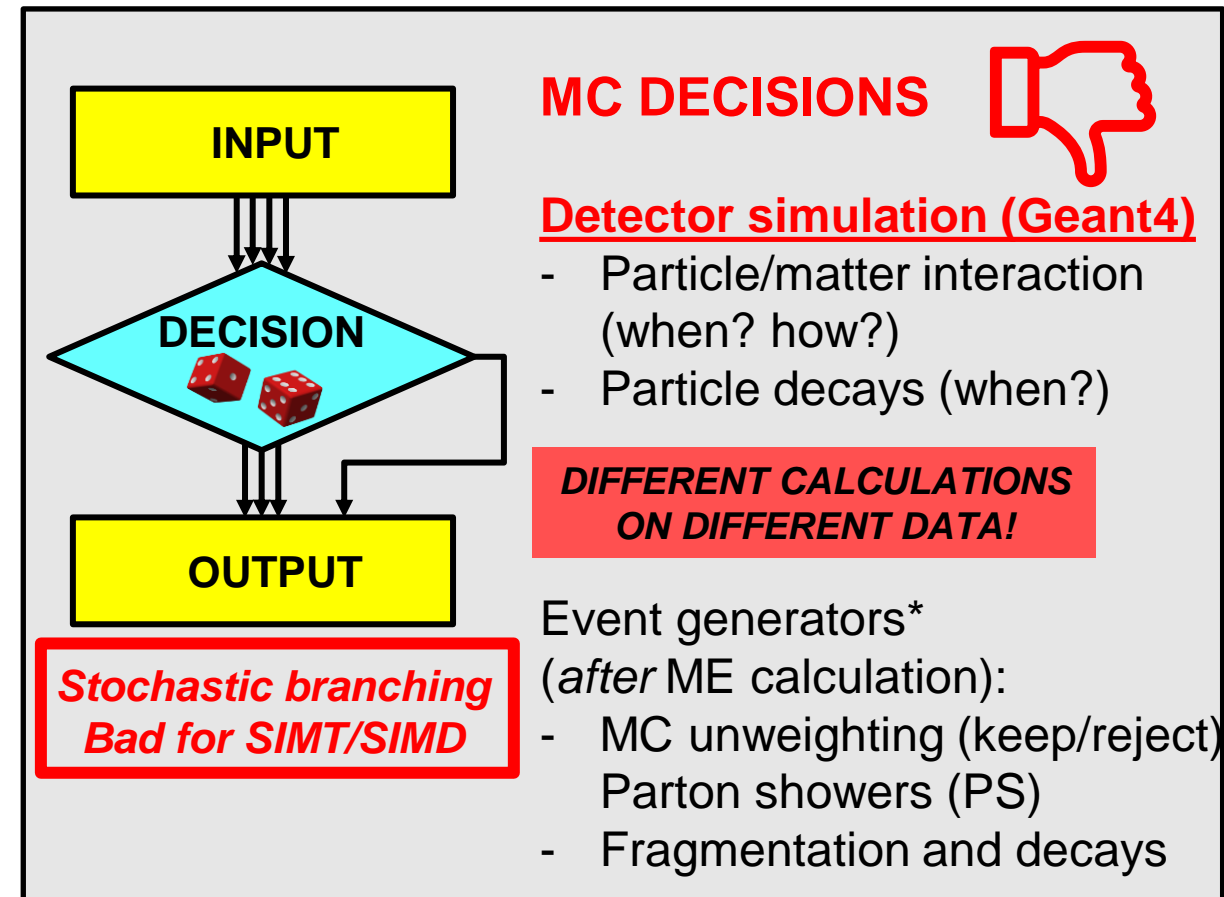 INPUT
DECISION
OUTPUT
Stochastic branching
Bad for SIMT/SIMD
MC DECISIONS
Detector simulation (Geant4)
- Particle/matter interaction
(when? how?)
- Particle decays (when?)
DIFFERENT CALCULATIONS
ON DIFFERENT DATA!
Event generators*
(after ME calculation):
- MC unweighting (keep/reject)
Parton showers (PS)
- Fragmentation and decays